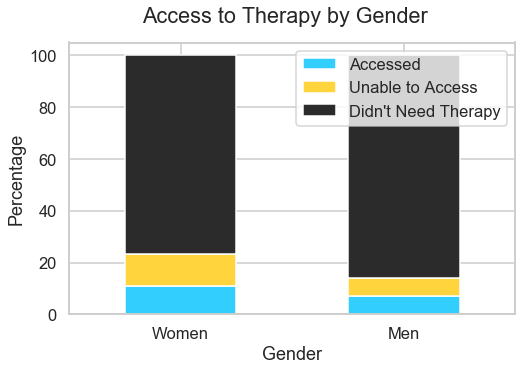 Access to Therapy by Gender
Accessed
Unable to Access
Didn't Need Therapy
Percentage
100
80
60
40
20
0
Women
Men
Gender